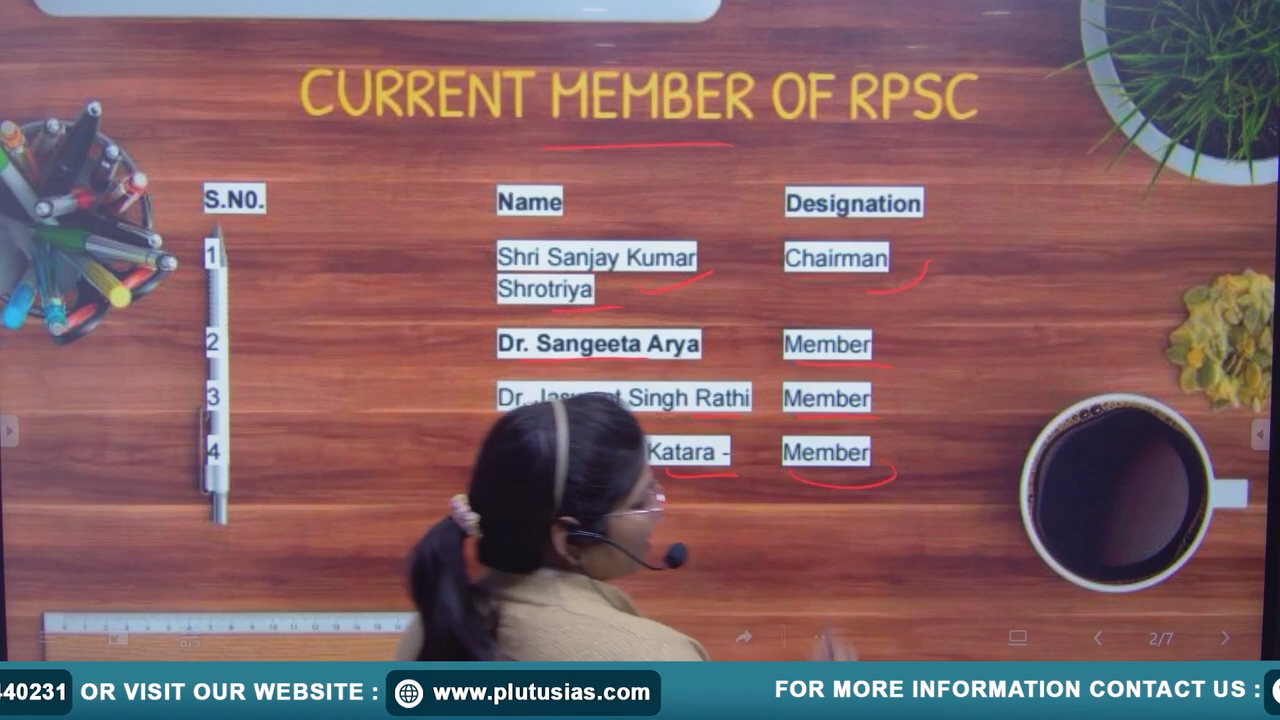 CURRENT MEMBER OF RPSC
S.N0. Name Designation
1 Shri Sanjay Kumar Chairman
Shrotriya
2 Dr. Sangeeta Arya Member
3 Dr. Singh Rathi Member
4 Katara - Member
2/7
440231 OR VISIT OUR WEBSITE : www.plutusias.com FOR MORE INFORMATION CONTACT US :